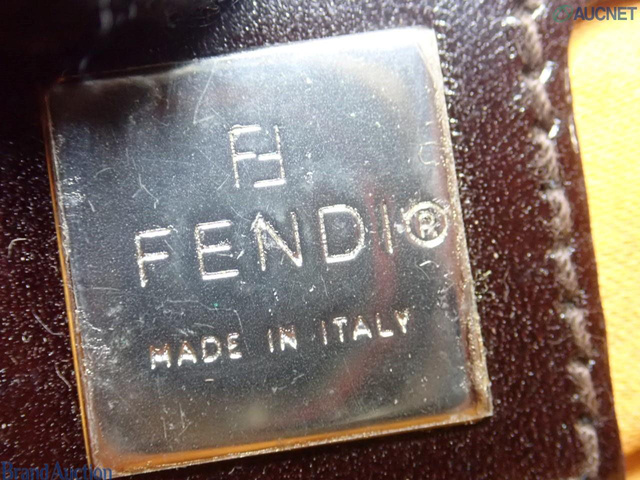 AUCNET
FF
FENDI®
MADE IN ITALY
Brand Auction